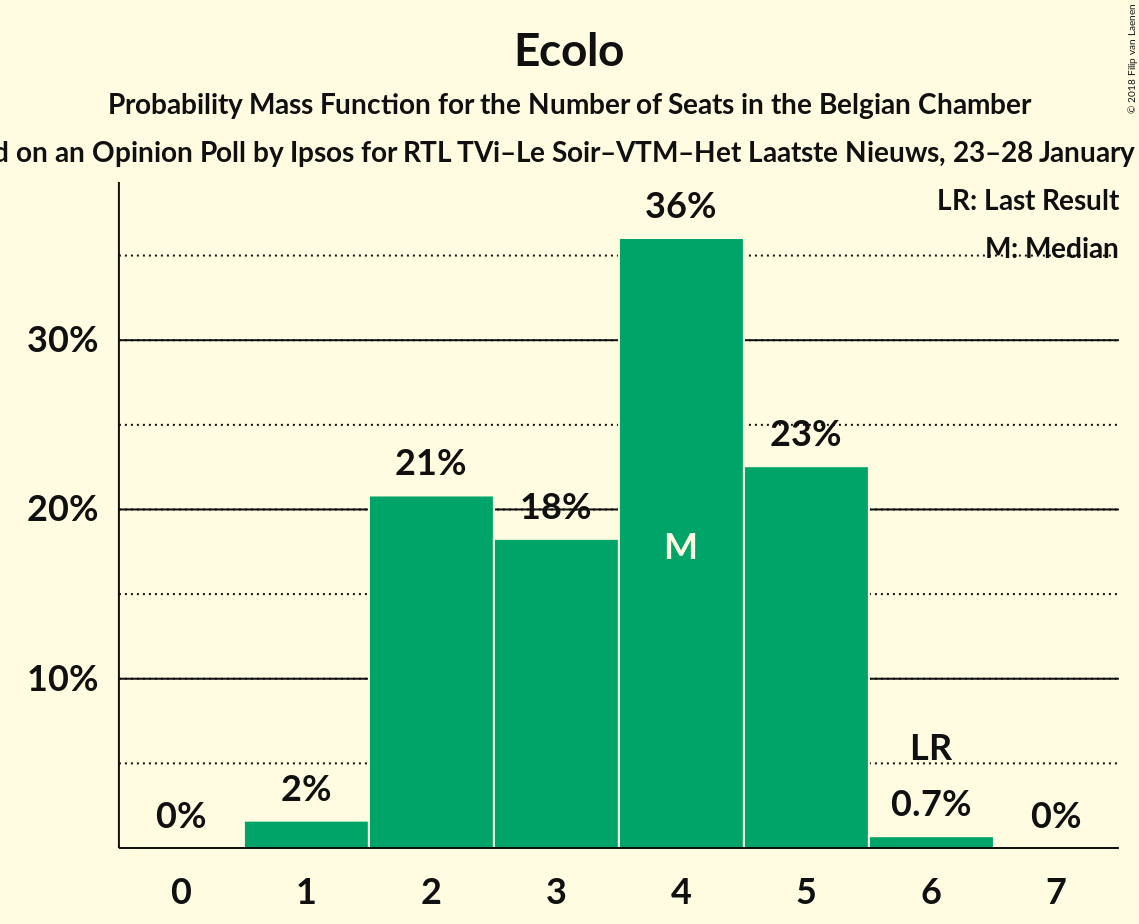 Ecolo
Probability Mass Function for the Number of Seats in the Belgian Chamber
on an Opinion Poll by Ipsos for RTL TVi–Le Soir–VTM–Het Laatste Nieuws, 23–28 January
© 2018 Filip van Laenen
LR: Last Result
M: Median
36%
30%
23%
21%
20%
18%
M
10%
LR
2%
0.7%
0%
0%
0 1 2 3 4 5 6 7